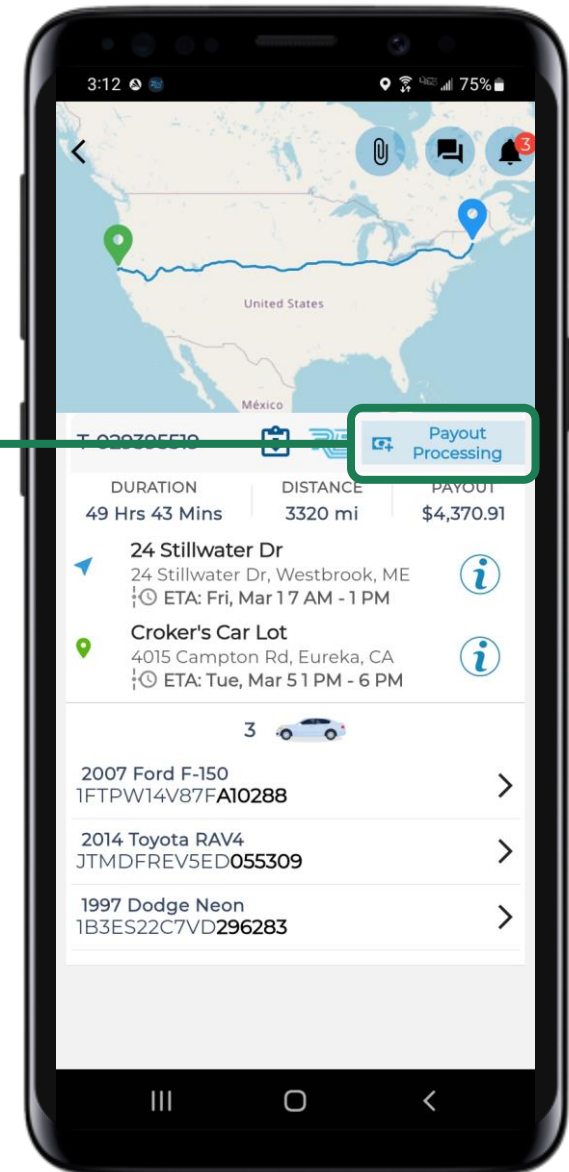 3:12 75%
3
United States
México
T-029395519
Payout
Processing
DURATION DISTANCE PAYOUT
49 Hrs 43 Mins 3320 mi $4,370.91
24 Stillwater Dr
24 Stillwater Dr, Westbrook, ME
ETA: Fri, Mar 1 7 AM - 1 PM
Croker's Car Lot
4015 Campton Rd, Eureka, CA
ETA: Tue, Mar 5 1 PM - 6 PM
3
2007 Ford F-150
1FTPW14V87FA10288
2014 Toyota RAV4
JTMDFREV5ED055309
1997 Dodge Neon
1B3ES22C7VD296283